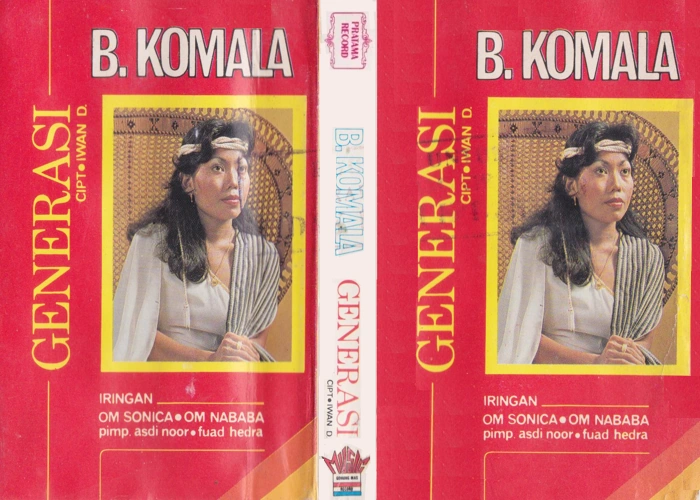 B. KOMALA
GENERASI
CIPT• IWAN D.
IRINGAN
OM SONICA • OM NABABA
pimp. asdi noor • fuad hedra
PRATAMA
RECORD
B. KOMALA
GENERASI
CIPT• IWAN D.
B. KOMALA
GENERASI
CIPT• IWAN D.
IRINGAN
OM SONICA • OM NABABA
pimp. asdi noor • fuad hedra